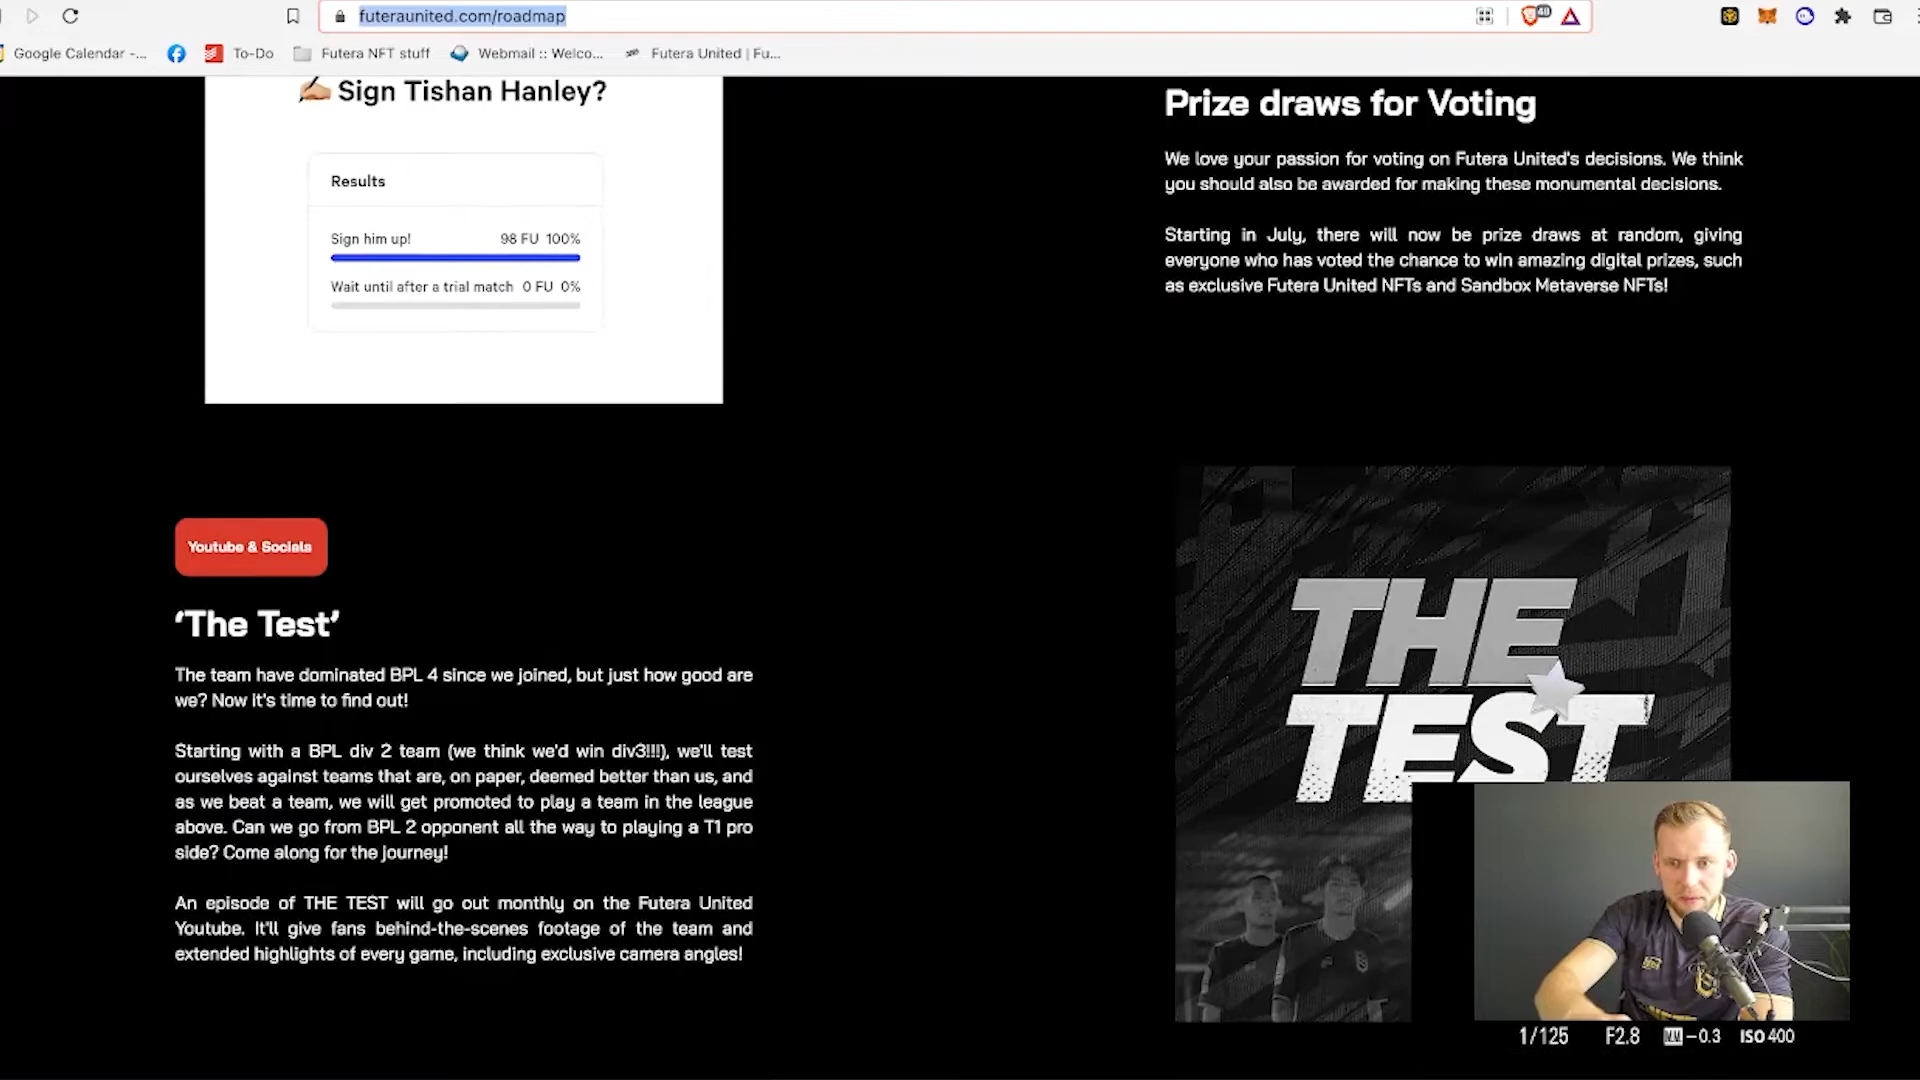 futeraunited.com/roadmap
49
Google Calendar -...
To-Do
Futera NFT stuff
Webmail :: Welco...
Futera United | Fu...
✍🏼 Sign Tishan Hanley?
Results
Sign him up! 98 FU 100%
Wait until after a trial match 0 FU 0%
Prize draws for Voting
We love your passion for voting on Futera United's decisions. We think
you should also be awarded for making these monumental decisions.
Starting in July, there will now be prize draws at random, giving
everyone who has voted the chance to win amazing digital prizes, such
as exclusive Futera United NFTs and Sandbox Metaverse NFTs!
Youtube & Socials
‘The Test’
The team have dominated BPL 4 since we joined, but just how good are
we? Now it's time to find out!
Starting with a BPL div 2 team (we think we'd win div3!!!), we'll test
ourselves against teams that are, on paper, deemed better than us, and
as we beat a team, we will get promoted to play a team in the league
above. Can we go from BPL 2 opponent all the way to playing a T1 pro
side? Come along for the journey!
An episode of THE TEST will go out monthly on the Futera United
Youtube. It'll give fans behind-the-scenes footage of the team and
extended highlights of every game, including exclusive camera angles!
THE
TEST
1/125 F2.8 M.M. −0.3 ISO 400